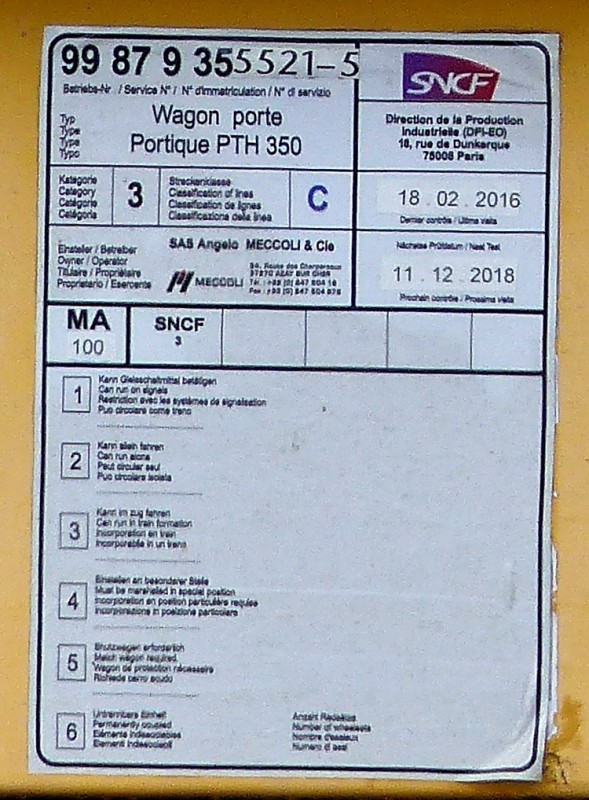 99 87 9 355521-5
SNCF
Betriebs-Nr. / Service N° / N° d'immatriculation / N° di servizio
Typ
Type
Type
Tipo
Wagon porte
Portique PTH 350
Direction de la Production
Industrielle (DPI-EO)
18, rue de Dunkerque
75008 Paris
Kategorie
Category
Catégorie
Catégoria
3
Streckenklasse
Classification of lines
Classification de lignes
Classificazione della linea
C
18 . 02 . 2016
Dernier contrôle / Ultima visita
Einsteller / Betreiber
Owner / Operator
Titulaire / Propriétaire
Proprietario / Esercente
SAS Angelo MECCOLI & Cie
MECCOLI
37270 AZAY SUR CHER
Nächstes Prüfdatum / Next Test
11 . 12 . 2018
Prochain contrôle / Prossima visita
MA
100
SNCF
3
1
Kann Gleisschaltmittel betätigen
Can run on signals
Restriction avec les systèmes de signalisation
Puo circolare come treno
2
Kann allein fahren
Can run alone
Peut circuler seul
Puo circolare isolata
3
Kann im zug fahren
Can run in train formation
Incorporation en train
Incorporabile in un treno
4
Einstellen an besonderer Stelle
Must be marshalled in special position
Incorporation en position particulière requise
Incorporazione in posizione particolare
5
Shutzwagen erforderlich
Match wagon required
Wagon de protection nécessaire
Richiede carro scudo
6
Untrennbare Einheit
Permanently coupled
Eléments indissociables
Elementi indissociabili
Anzahl Radsätze
Number of wheelsets
Nombre d'essieux
Numero di assi